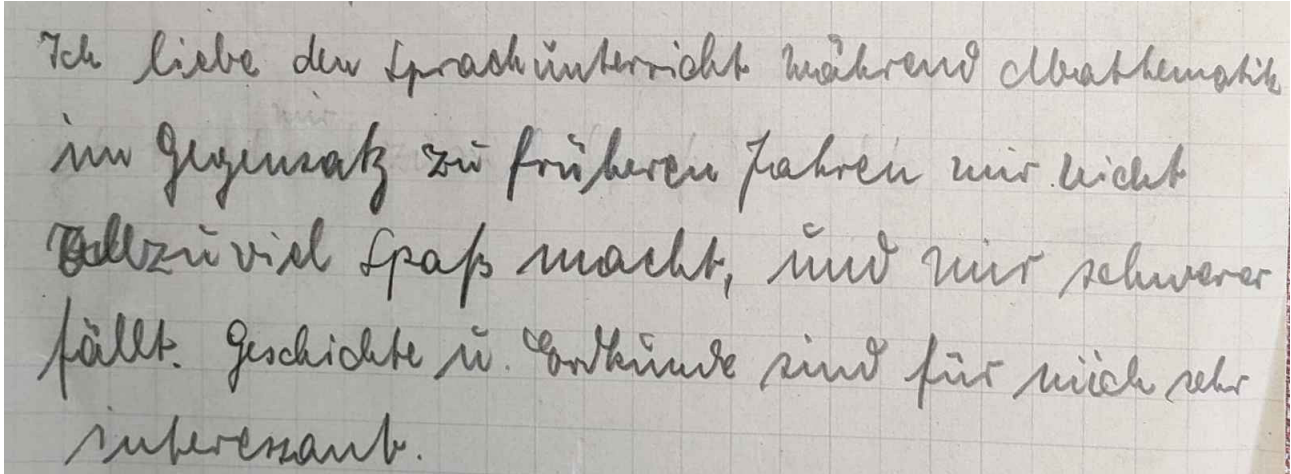 Ich liebe den Sprachunterricht während Mathematik
im Gegensatz zu früheren Jahren mir nicht
allzuviel Spaß macht, und mir schwerer
fällt. Geschichte u. Erdkunde sind für mich sehr
interessant.